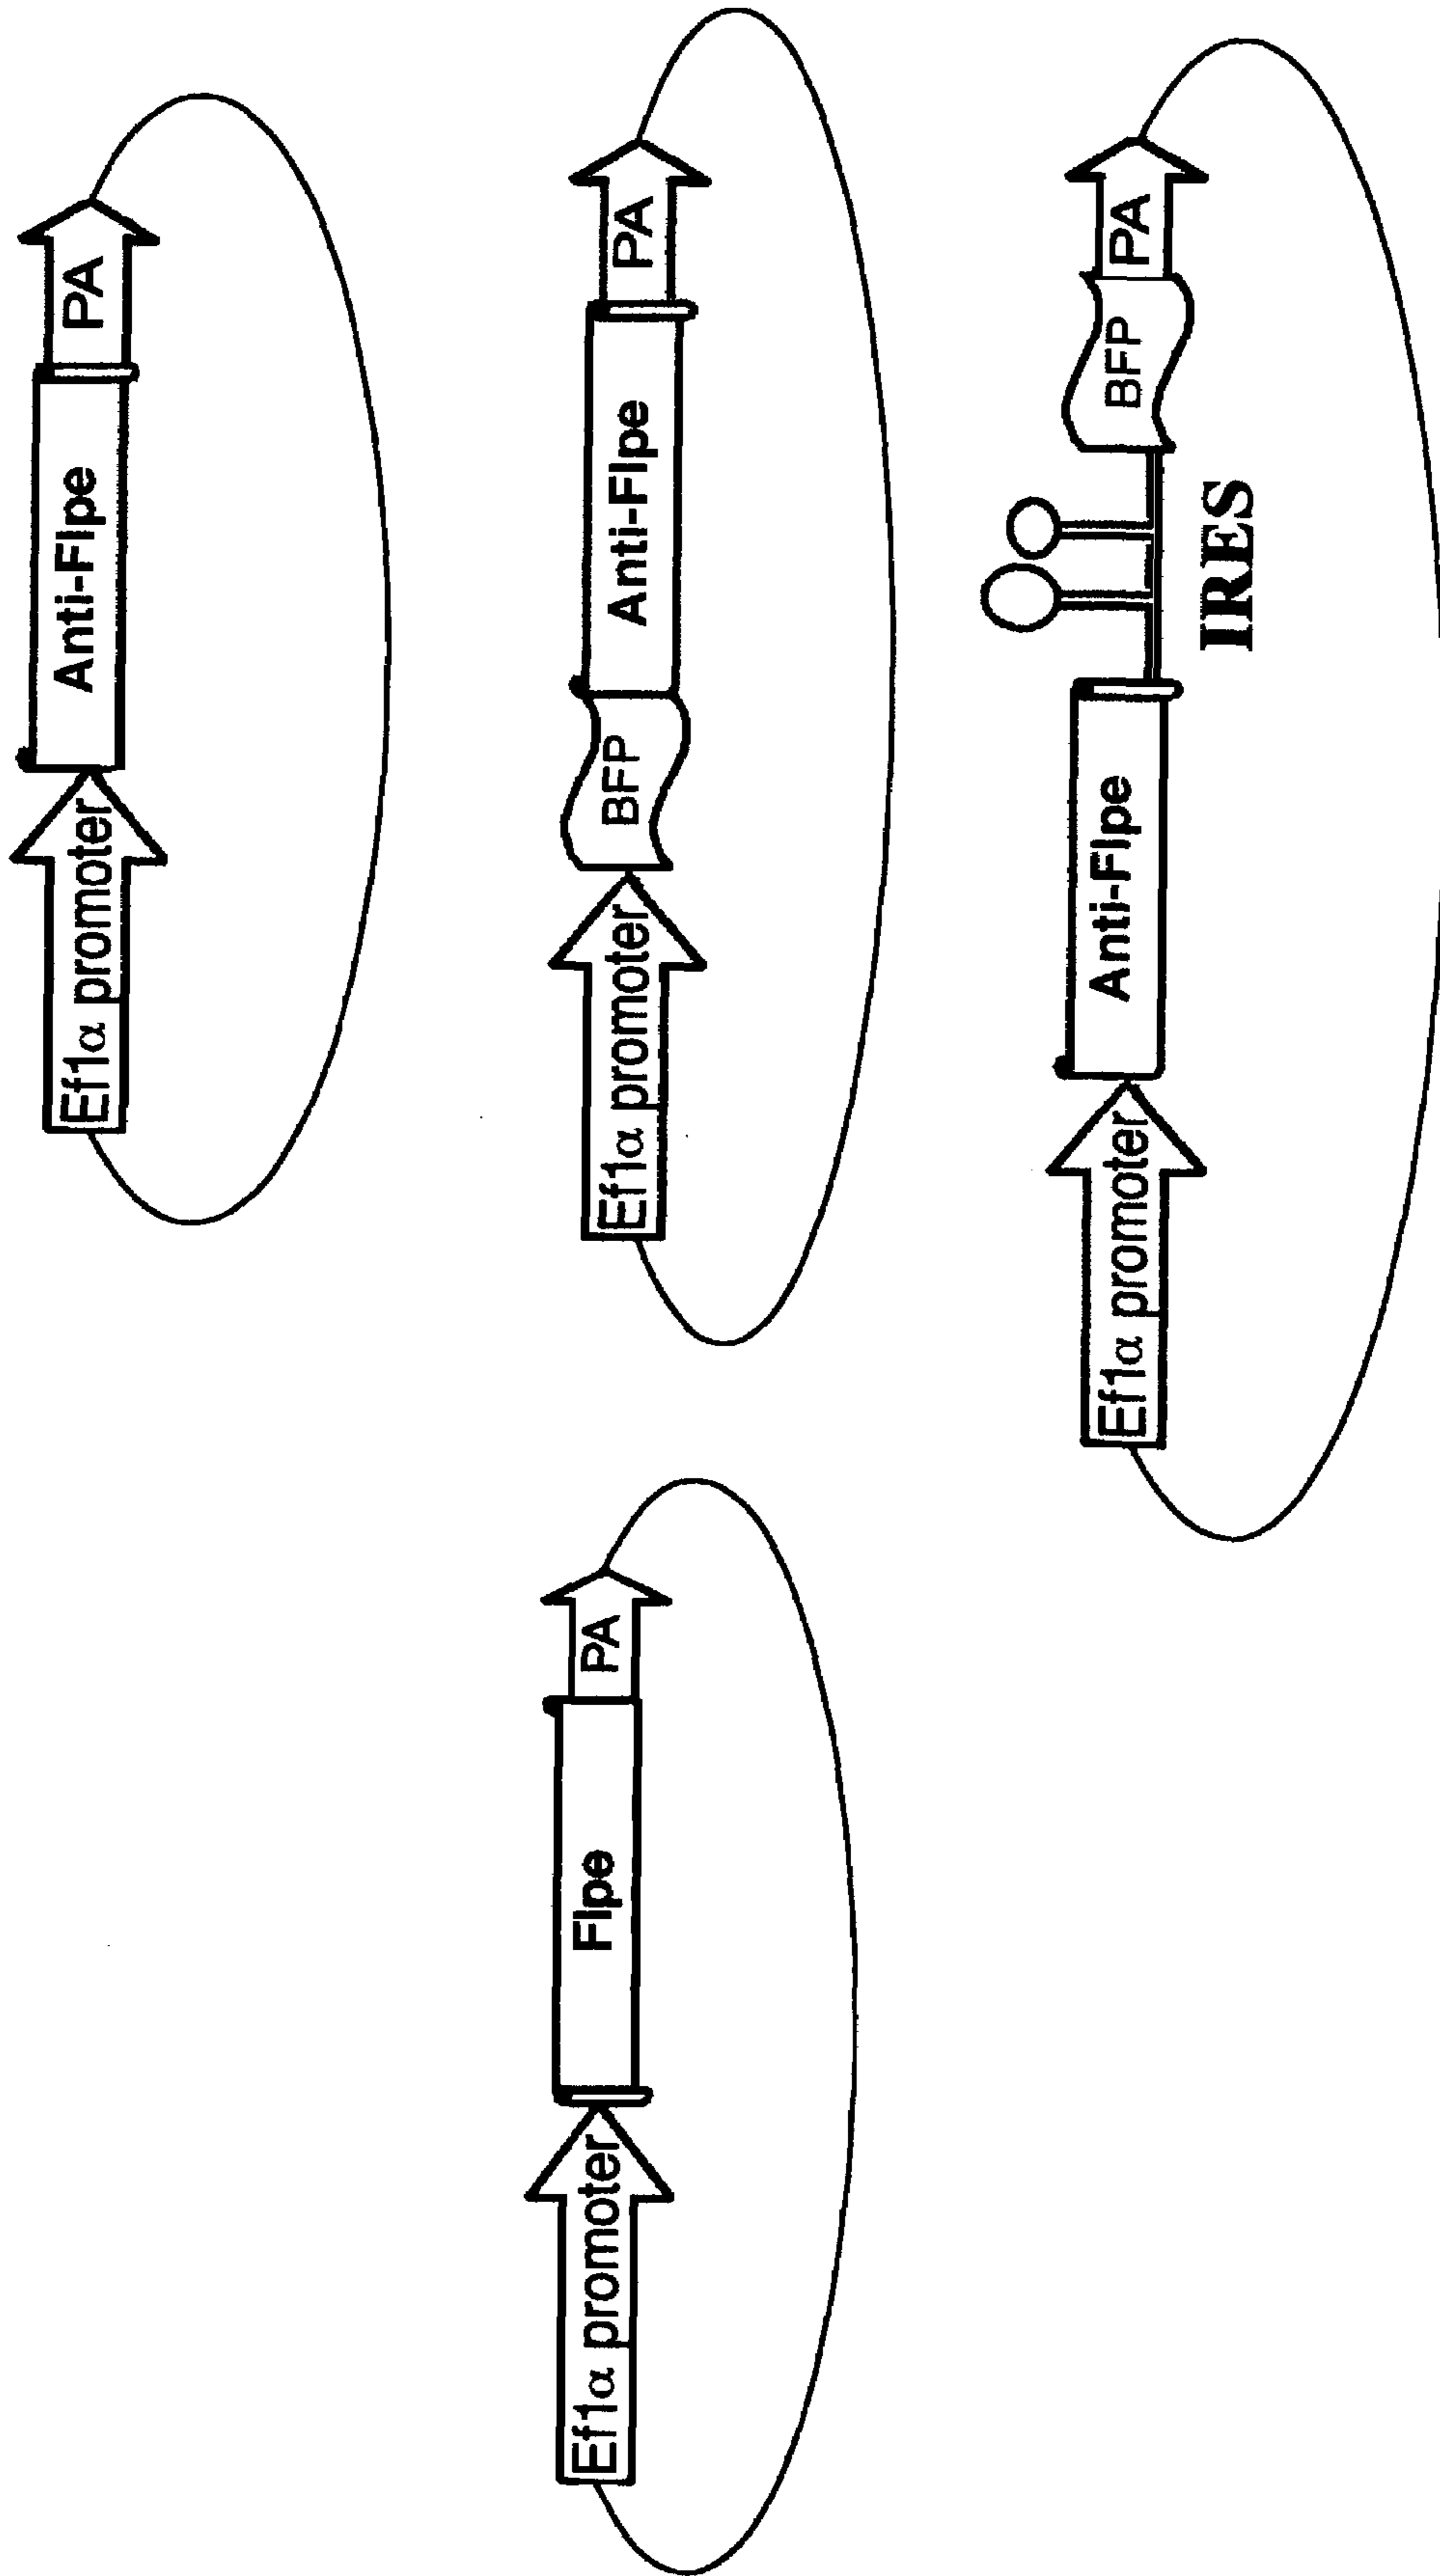 Ef1α promoter Anti-Flpe PA
Ef1α promoter Flpe PA
Ef1α promoter BFP Anti-Flpe PA
Ef1α promoter Anti-Flpe BFP PA
IRES